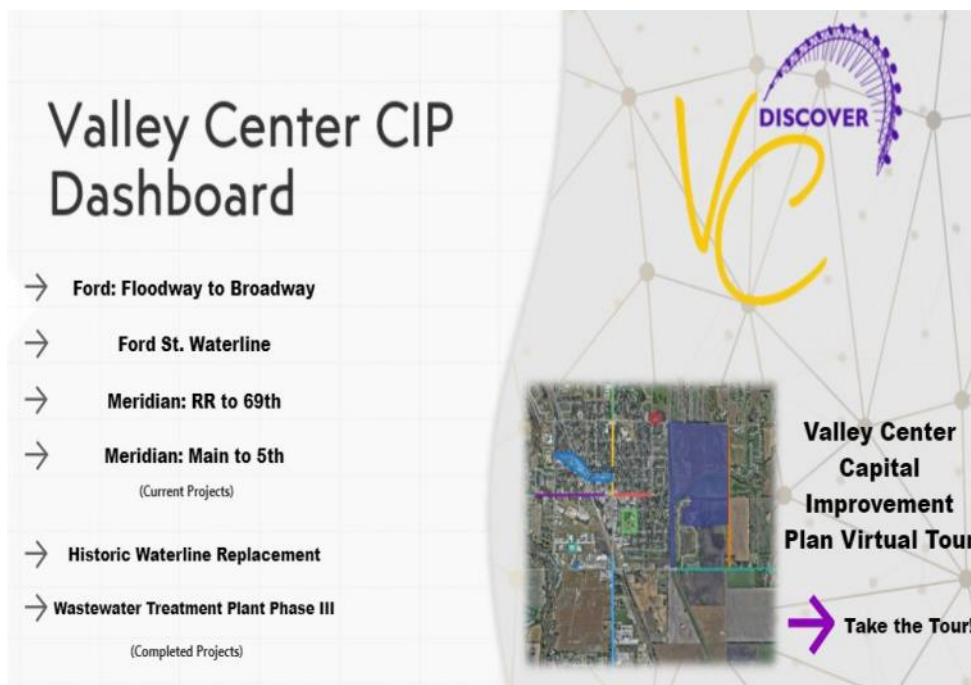 Valley Center CIP
Dashboard
Ford: Floodway to Broadway
Ford St. Waterline
Meridian: RR to 69th
Meridian: Main to 5th
(Current Projects)
Historic Waterline Replacement
Wastewater Treatment Plant Phase III
(Completed Projects)
VC
DISCOVER
Valley Center
Capital
Improvement
Plan Virtual Tour
Take the Tour!